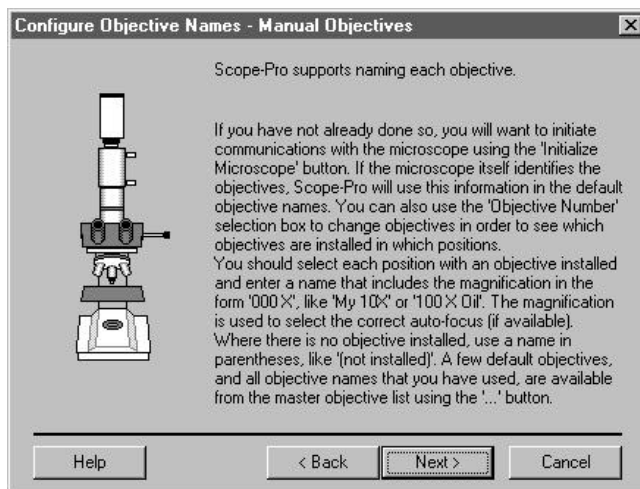 Configure Objective Names - Manual Objectives
Scope-Pro supports naming each objective.
If you have not already done so, you will want to initiate
communications with the microscope using the 'Initialize
Microscope' button. If the microscope itself identifies the
objectives, Scope-Pro will use this information in the default
objective names. You can also use the 'Objective Number'
selection box to change objectives in order to see which
objectives are installed in which positions.
You should select each position with an objective installed
and enter a name that includes the magnification in the
form '000 X', like 'My 10X' or '100 X Oil'. The magnification
is used to select the correct auto-focus (if available).
Where there is no objective installed, use a name in
parentheses, like '(not installed)'. A few default objectives,
and all objective names that you have used, are available
from the master objective list using the '...' button.
Help
< Back
Next >
Cancel